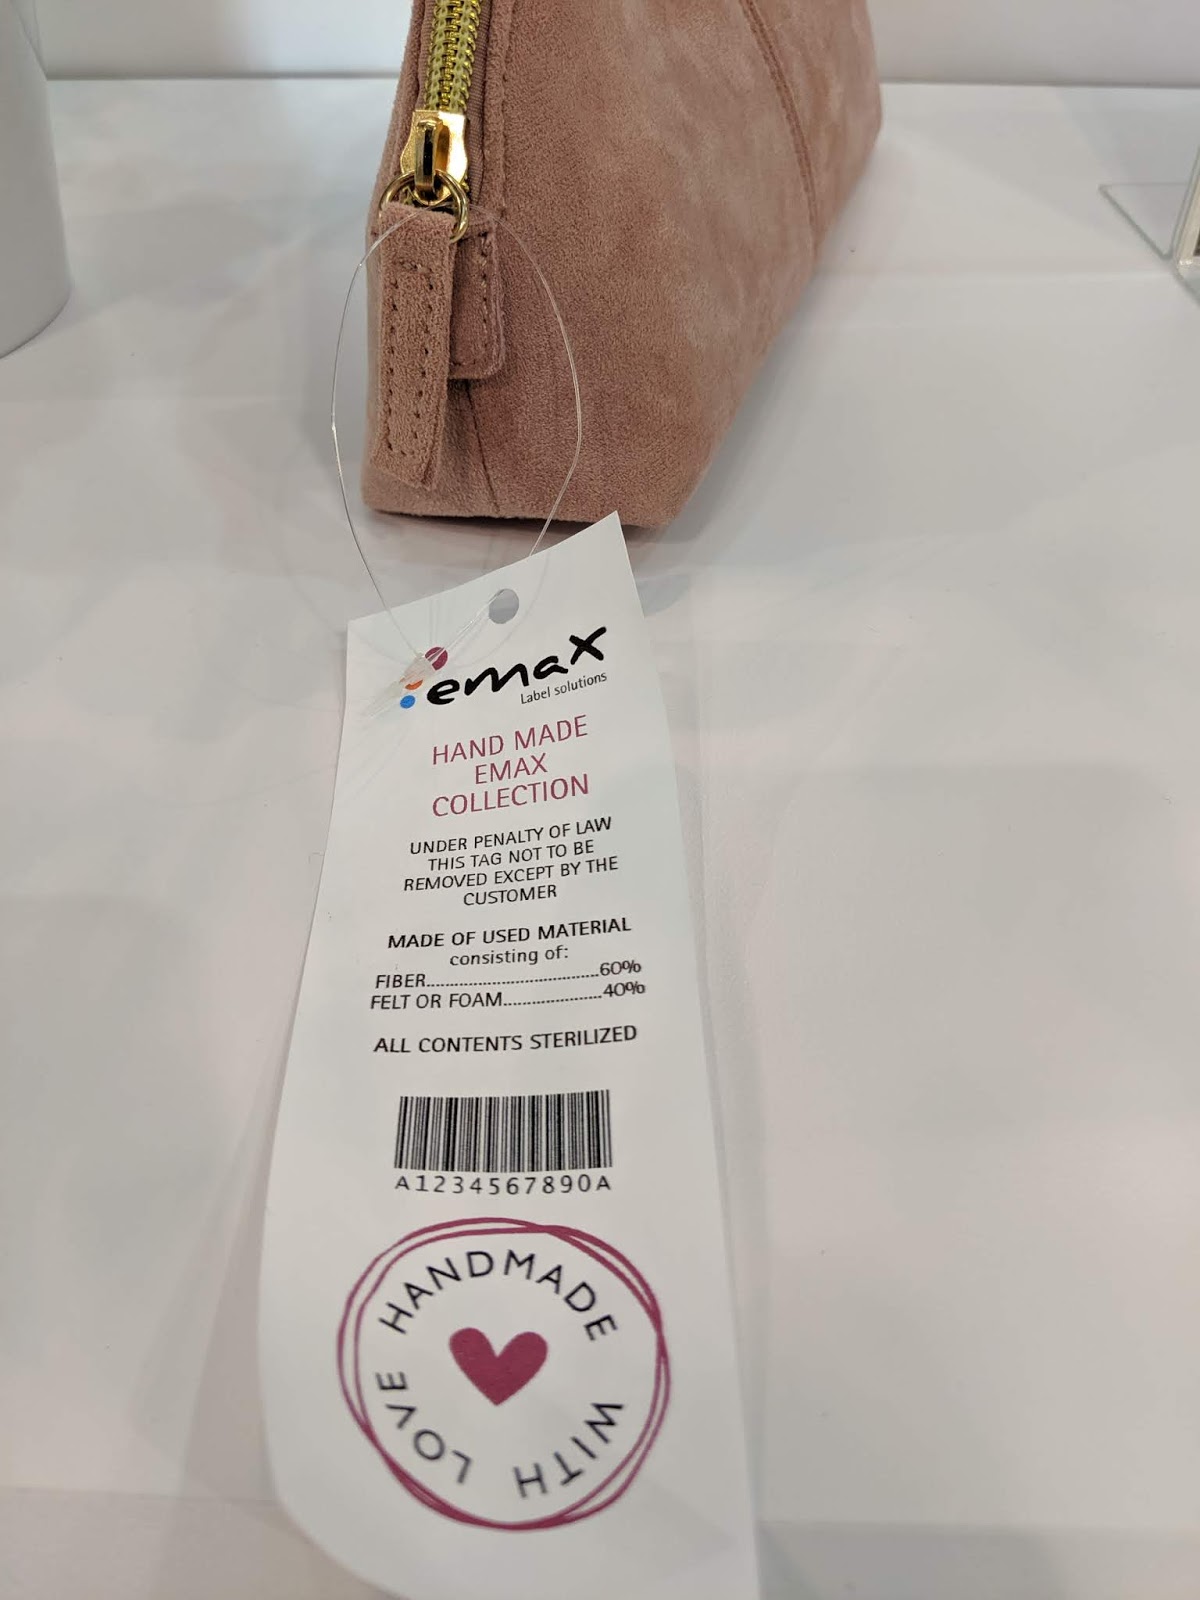 emax
Label solutions
HAND MADE
EMAX
COLLECTION
UNDER PENALTY OF LAW
THIS TAG NOT TO BE
REMOVED EXCEPT BY THE
CUSTOMER
MADE OF USED MATERIAL
consisting of:
FIBER....................................60%
FELT OR FOAM.....................40%
ALL CONTENTS STERILIZED
A1234567890A
HANDMADE
WITH LOVE